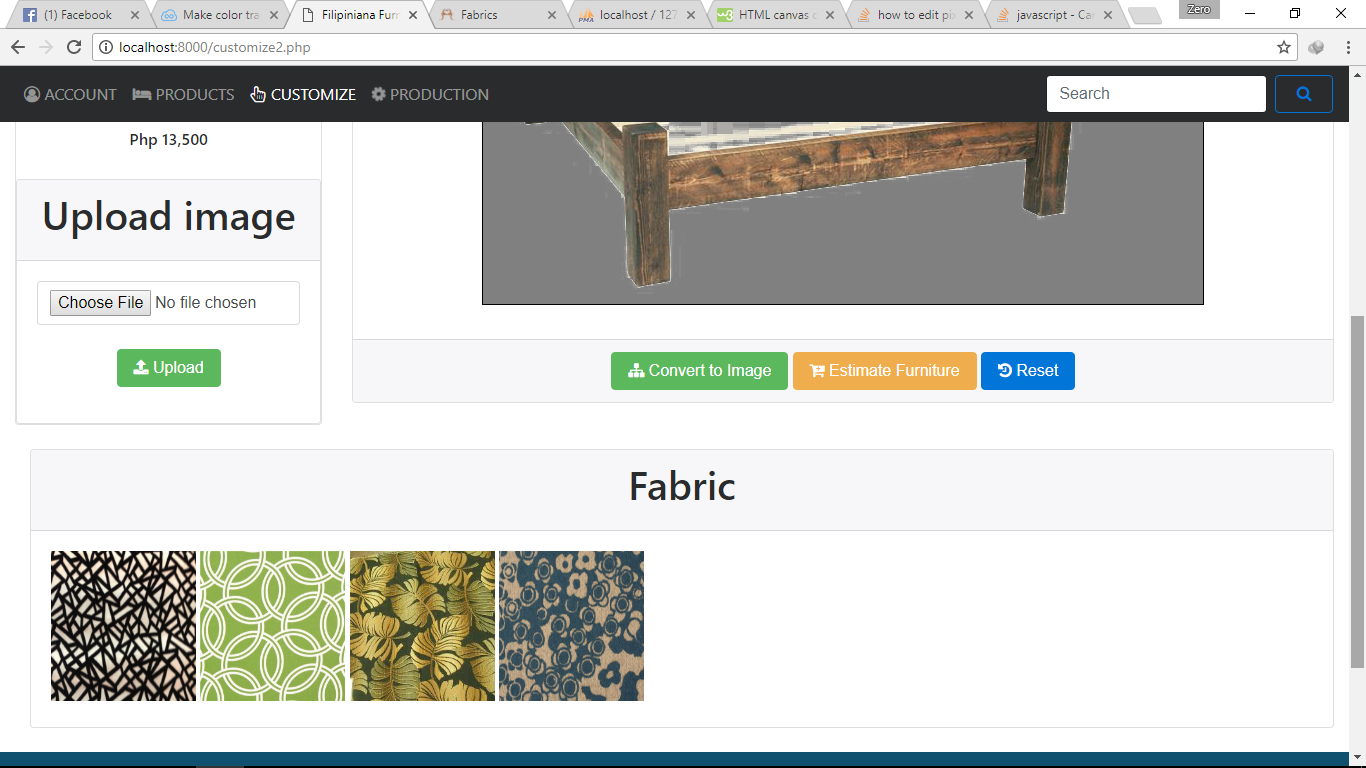 (1) Facebook
Make color tra
Filipiniana Furn
Fabrics
localhost / 127
HTML canvas
how to edit pix
javascript - Ca
Zero
localhost:8000/customize2.php
ACCOUNT
PRODUCTS
CUSTOMIZE
PRODUCTION
Search
Php 13,500
Upload image
Choose File No file chosen
Upload
Convert to Image
Estimate Furniture
Reset
Fabric